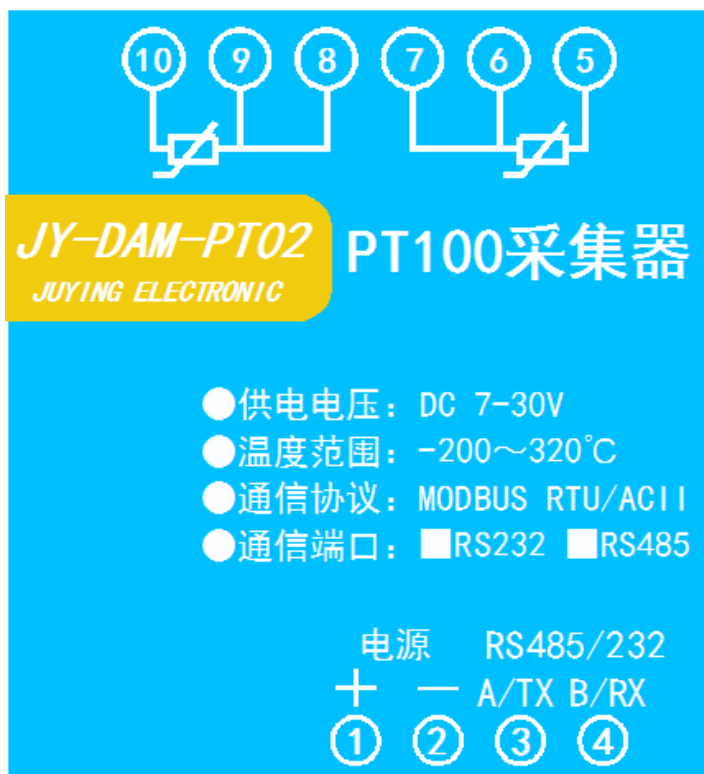 10 9 8 7 6 5
JY-DAM-PT02
JUYING ELECTRONIC
PT100采集器
●供电电压：DC 7-30V
●温度范围：-200～320℃
●通信协议：MODBUS RTU/ACII
●通信端口：■RS232 ■RS485
电源 RS485/232
+ — A/TX B/RX
1 2 3 4